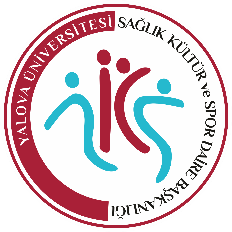 YALOVA ÜNİVERSİTESİ
SAĞLIK KÜLTÜR ve SPOR DAİRE BAŞKANLIĞI